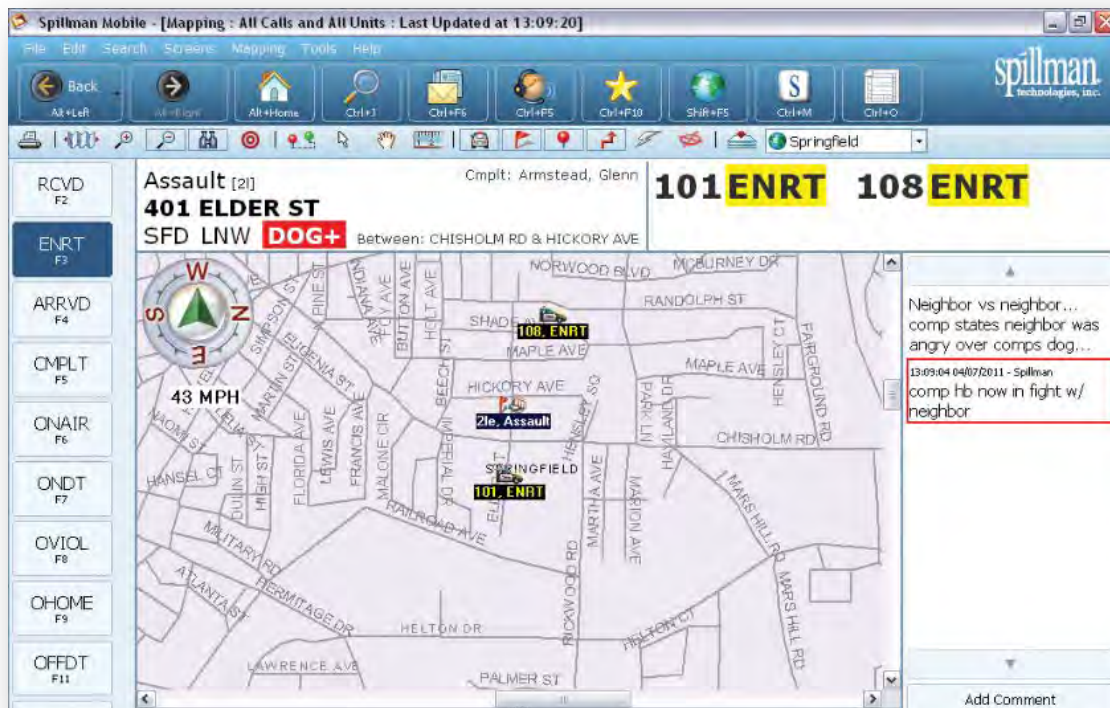 Spillman Mobile - [Mapping : All Calls and All Units : Last Updated at 13:09:20]
File Edit Search Screens Mapping Tools Help
Back
Alt+Left
Alt+Home
Ctrl+J
Ctrl+F6
Ctrl+F5
Ctrl+F10
Shift+F5
S
Ctrl+M
Ctrl+O
spillman
technologies, inc.
Springfield
RCVD
F2
ENRT
F3
ARRVD
F4
CMPLT
F5
ONAIR
F6
ONDT
F7
OVIOL
F8
OHOME
F9
OFFDT
F11
Assault [2l]
Cmplt: Armstead, Glenn
401 ELDER ST
SFD LNW DOG+ Between: CHISHOLM RD & HICKORY AVE
101 ENRT 108 ENRT
W
S
N
E
43 MPH
NORWOOD BLVD
MCBURNEY DR
PINE ST
INDIANA AVE
FOY AVE
BUTTON AVE
HOLT AVE
RANDOLPH ST
SIMPSON ST
108, ENRT
MAPLE AVE
EUGENIA ST
BEECH ST
MAPLE AVE
HENSLEY CT
FAIRGROUND RD
MARTIN ST
HICKORY AVE
2le, Assault
HENSLEY SQ
PARK LN
HAVILAND DR
CHISHOLM RD
NAOMI ST
HANSEL CT
DULIN ST
HIGH ST
FLORIDA AVE
LEWIS AVE
FRANCIS AVE
MALONE CIR
IMPERIAL DR
SPRINGFIELD
101, ENRT
MARTHA AVE
MARION AVE
MARS HILL RD
RAILROAD AVE
MILITARY RD
RICKWOOD RD
ATLANTA ST
HERMITAGE DR
HELTON DR
HELTON CT
MARS HILL RD
LAWRENCE AVE
PALMER ST
Neighbor vs neighbor...
comp states neighbor was
angry over comps dog...
13:09:04 04/07/2011 - Spillman
comp hb now in fight w/
neighbor
Add Comment